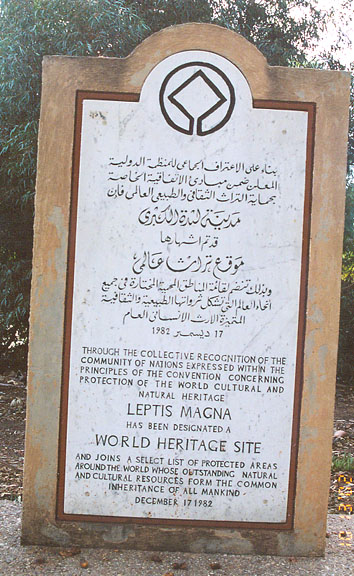 بناء على الاعتراف الجماعي للمنظمة الدولية
المعلن ضمن مبادئ الاتفاقية الخاصة
بحماية التراث الثقافي والطبيعي العالمي فإن
مدينة لبدة الكبرى
قد تم اشهارها
موقع تراث عالمي
وبذلك تنضم لقائمة المناطق المحمية المختارة في جميع
انحاء العالم التي تشكل ثرواتها الطبيعية والثقافية
المتميزة الارث الانساني العام
17 ديسمبر 1982
THROUGH THE COLLECTIVE RECOGNITION OF THE
COMMUNITY OF NATIONS EXPRESSED WITHIN THE
PRINCIPLES OF THE CONVENTION CONCERNING
PROTECTION OF THE WORLD CULTURAL AND
NATURAL HERITAGE
LEPTIS MAGNA
HAS BEEN DESIGNATED A
WORLD HERITAGE SITE
AND JOINS A SELECT LIST OF PROTECTED AREAS
AROUND THE WORLD WHOSE OUTSTANDING NATURAL
AND CULTURAL RESOURCES FORM THE COMMON
INHERITANCE OF ALL MANKIND
DECEMBER 17 1982